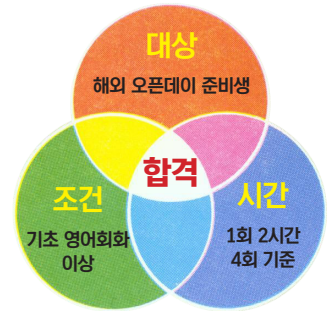 대상
해외 오픈데이 준비생
합격
조건
기초 영어회화
이상
시간
1회 2시간
4회 기준